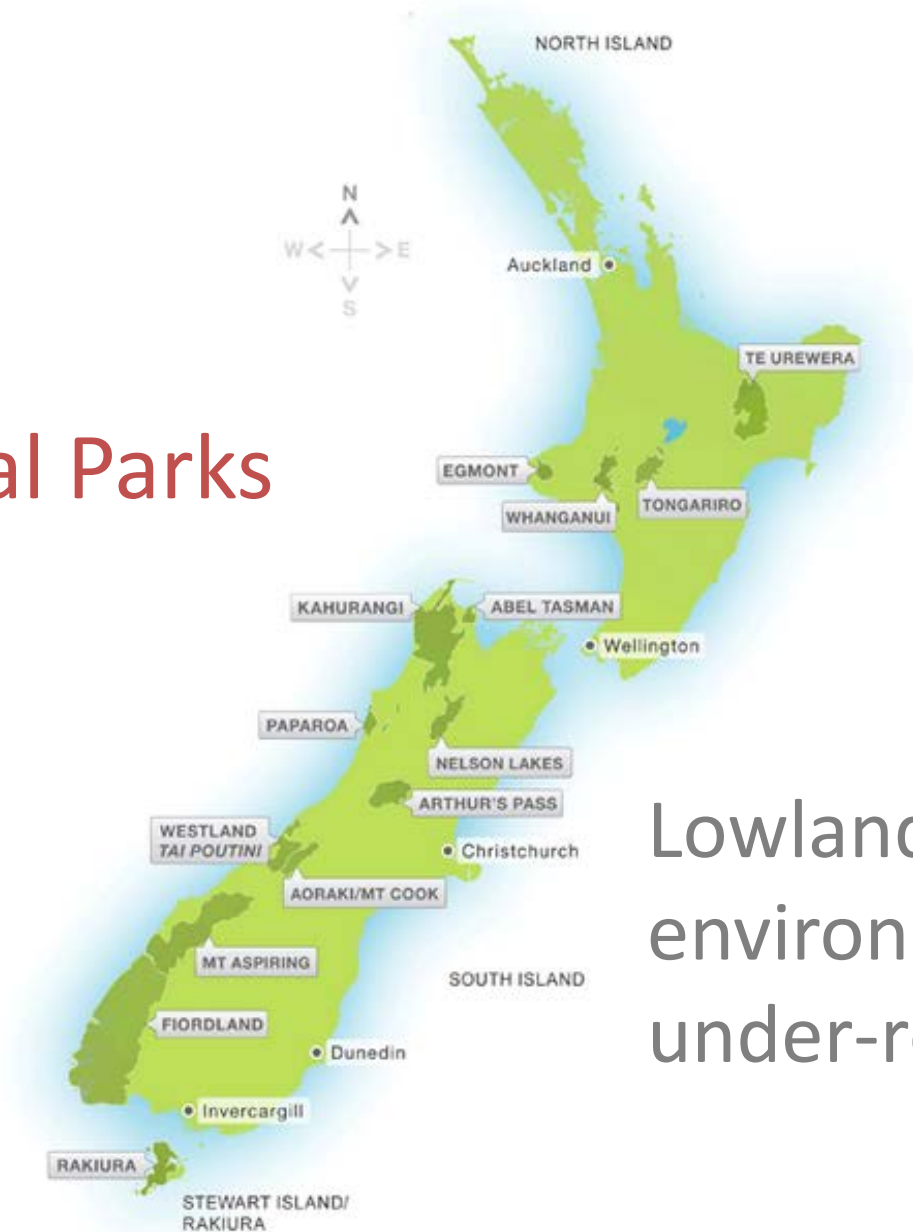 NORTH ISLAND
N
W
E
S
Auckland
TE UREWERA
al Parks
EGMONT
WHANGANUI
TONGARIRO
KAHURANGI
ABEL TASMAN
Wellington
PAPAROA
NELSON LAKES
ARTHUR'S PASS
WESTLAND
TAI POUTINI
Christchurch
AORAKI/MT COOK
Lowland
environ
MT ASPIRING
SOUTH ISLAND
under-r
FIORDLAND
Dunedin
Invercargill
RAKIURA
STEWART ISLAND/
RAKIURA